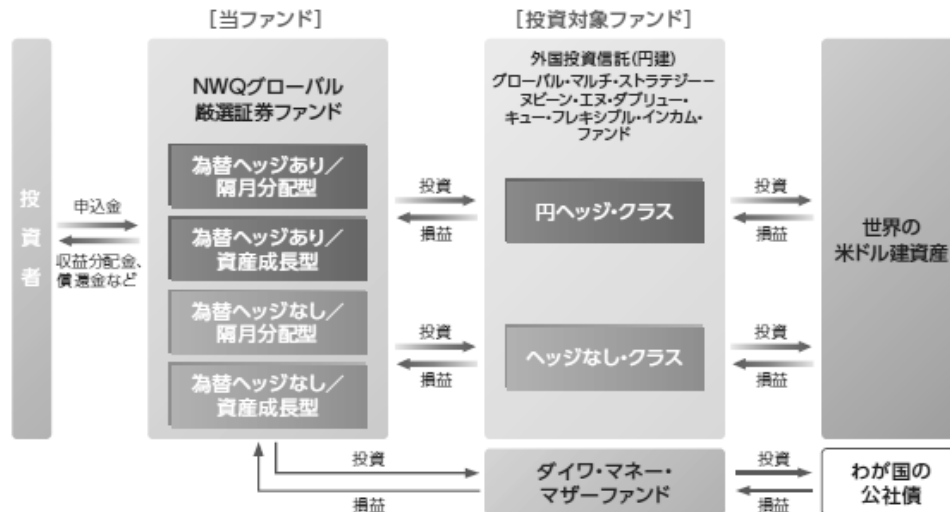 [当ファンド]
[投資対象ファンド]
投
資
者
申込金
収益分配金、
償還金など
NWQグローバル
厳選証券ファンド
為替ヘッジあり／
隔月分配型
為替ヘッジあり／
資産成長型
為替ヘッジなし／
隔月分配型
為替ヘッジなし／
資産成長型
投資
損益
投資
損益
外国投資信託(円建)
グローバル・マルチ・ストラテジー－
ヌビーン・エヌ・ダブリュー・
キュー・フレキシブル・インカム・
ファンド
円ヘッジ・クラス
ヘッジなし・クラス
投資
損益
投資
損益
世界の
米ドル建資産
投資
損益
ダイワ・マネー・
マザーファンド
投資
損益
わが国の
公社債